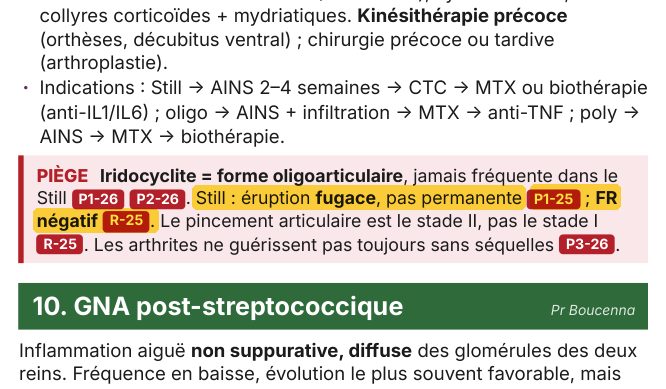 collyres corticoïdes + mydriatiques. Kinésithérapie précoce
(orthèses, décubitus ventral) ; chirurgie précoce ou tardive
(arthroplastie).
· Indications : Still → AINS 2–4 semaines → CTC → MTX ou biothérapie
(anti-IL1/IL6) ; oligo → AINS + infiltration → MTX → anti-TNF ; poly →
AINS → MTX → biothérapie.
PIÈGE Iridocyclite = forme oligoarticulaire, jamais fréquente dans le
Still P1-26 P2-26. Still : éruption fugace, pas permanente P1-25 ; FR
négatif R-25. Le pincement articulaire est le stade II, pas le stade I
R-25. Les arthrites ne guérissent pas toujours sans séquelles P3-26.
10. GNA post-streptococcique Pr Boucenna
Inflammation aiguë non suppurative, diffuse des glomérules des deux
reins. Fréquence en baisse, évolution le plus souvent favorable, mais